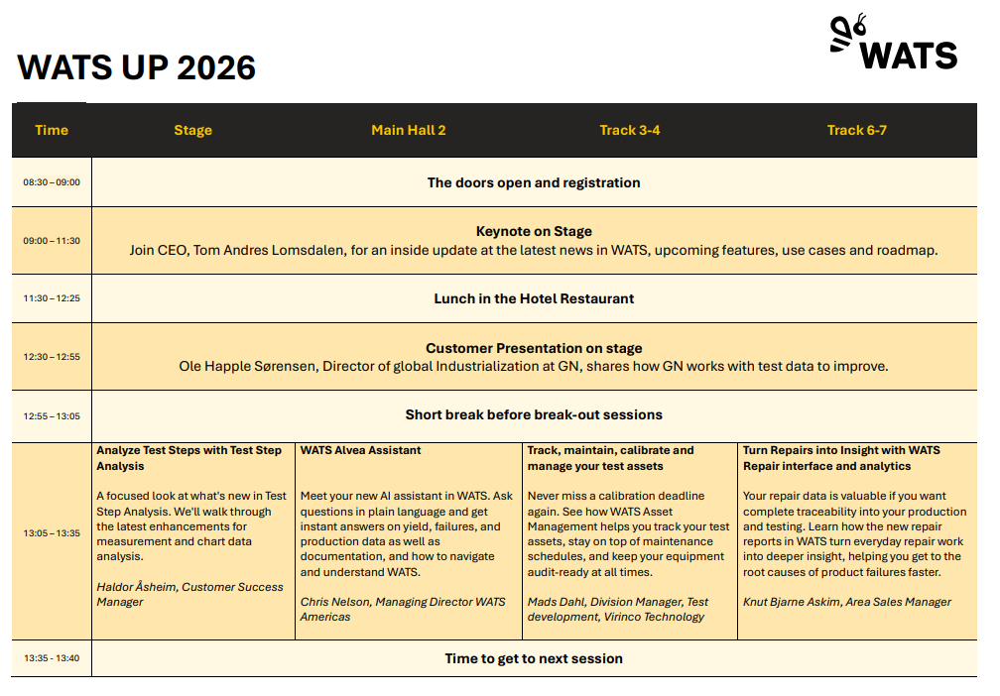 WATS UP 2026
WATS
Time
Stage
Main Hall 2
Track 3-4
Track 6-7
08:30 – 09:00
The doors open and registration
09:00 – 11:30
Keynote on Stage
Join CEO, Tom Andres Lomsdalen, for an inside update at the latest news in WATS, upcoming features, use cases and roadmap.
11:30 – 12:25
Lunch in the Hotel Restaurant
12:30 – 12:55
Customer Presentation on stage
Ole Happle Sørensen, Director of global Industrialization at GN, shares how GN works with test data to improve.
12:55 – 13:05
Short break before break-out sessions
13:05 – 13:35
Analyze Test Steps with Test Step
Analysis
A focused look at what's new in Test
Step Analysis. We'll walk through
the latest enhancements for
measurement and chart data
analysis.
Haldor Åsheim, Customer Success
Manager
WATS Alvea Assistant
Meet your new AI assistant in WATS. Ask
questions in plain language and get
instant answers on yield, failures, and
production data as well as
documentation, and how to navigate
and understand WATS.
Chris Nelson, Managing Director WATS
Americas
Track, maintain, calibrate and
manage your test assets
Never miss a calibration deadline
again. See how WATS Asset
Management helps you track your test
assets, stay on top of maintenance
schedules, and keep your equipment
audit-ready at all times.
Mads Dahl, Division Manager, Test
development, Virinco Technology
Turn Repairs into Insight with WATS
Repair interface and analytics
Your repair data is valuable if you want
complete traceability into your production
and testing. Learn how the new repair
reports in WATS turn everyday repair work
into deeper insight, helping you get to the
root causes of product failures faster.
Knut Bjarne Askim, Area Sales Manager
13:35 - 13:40
Time to get to next session